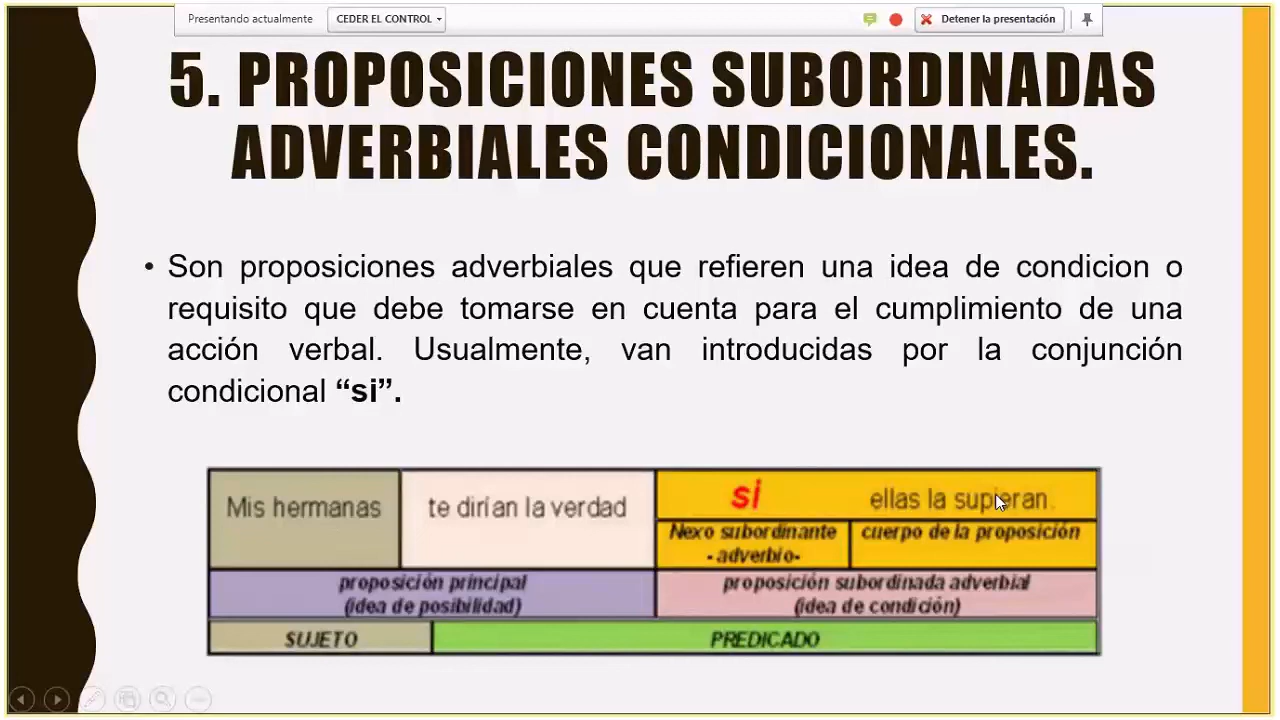 Presentando actualmente CEDER EL CONTROL Detener la presentación
5. PROPOSICIONES SUBORDINADAS
ADVERBIALES CONDICIONALES.
• Son proposiciones adverbiales que refieren una idea de condicion o
requisito que debe tomarse en cuenta para el cumplimiento de una
acción verbal. Usualmente, van introducidas por la conjunción
condicional “si”.
Mis hermanas te dirían la verdad si ellas la supieran.
Nexo subordinante cuerpo de la proposición
- adverbio-
proposición principal proposición subordinada adverbial
(idea de posibilidad) (idea de condición)
SUJETO PREDICADO